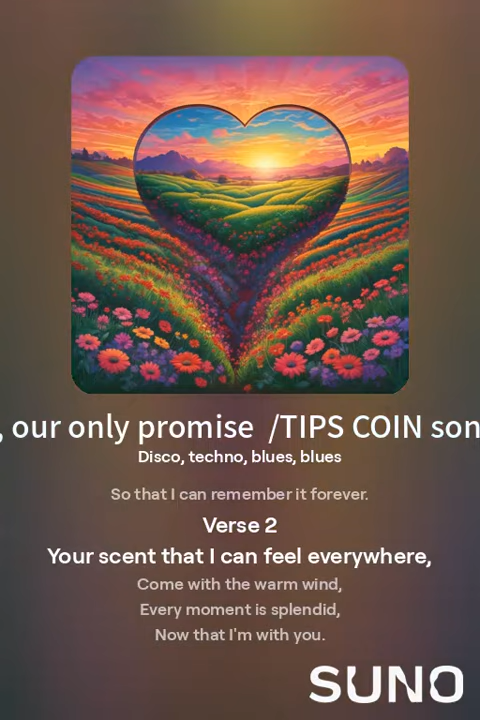 , our only promise /TIPS COIN son
Disco, techno, blues, blues
So that I can remember it forever.
Verse 2
Your scent that I can feel everywhere,
Come with the warm wind,
Every moment is splendid,
Now that I'm with you.
SUNO